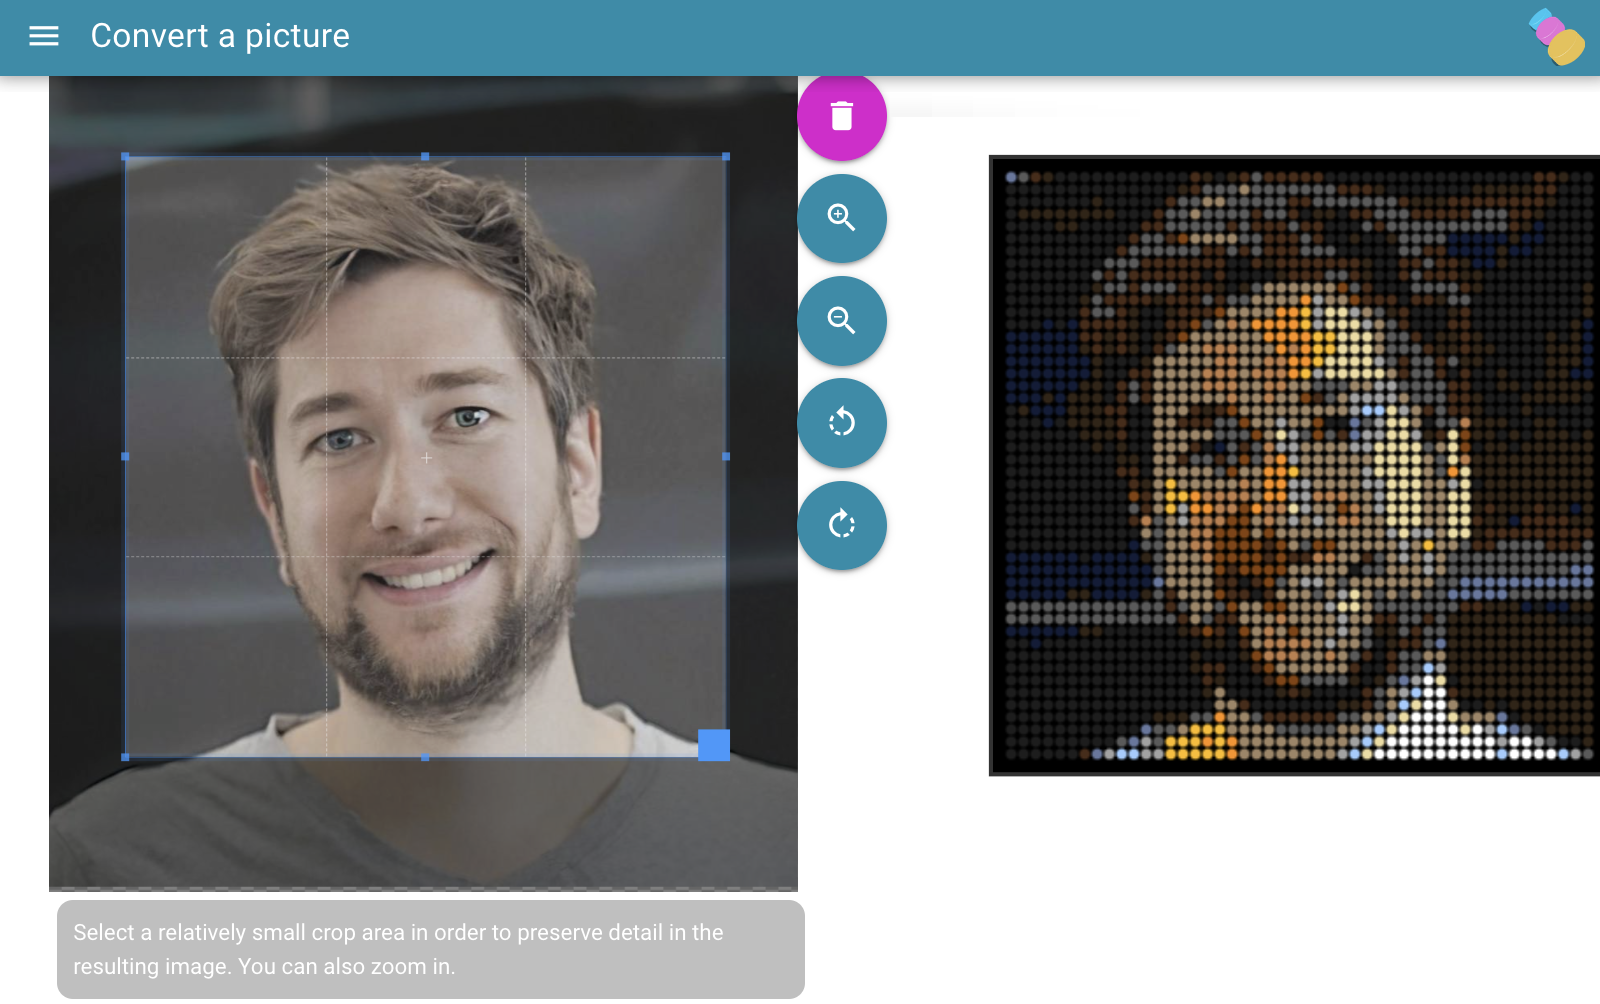 Convert a picture
Select a relatively small crop area in order to preserve detail in the
resulting image. You can also zoom in.